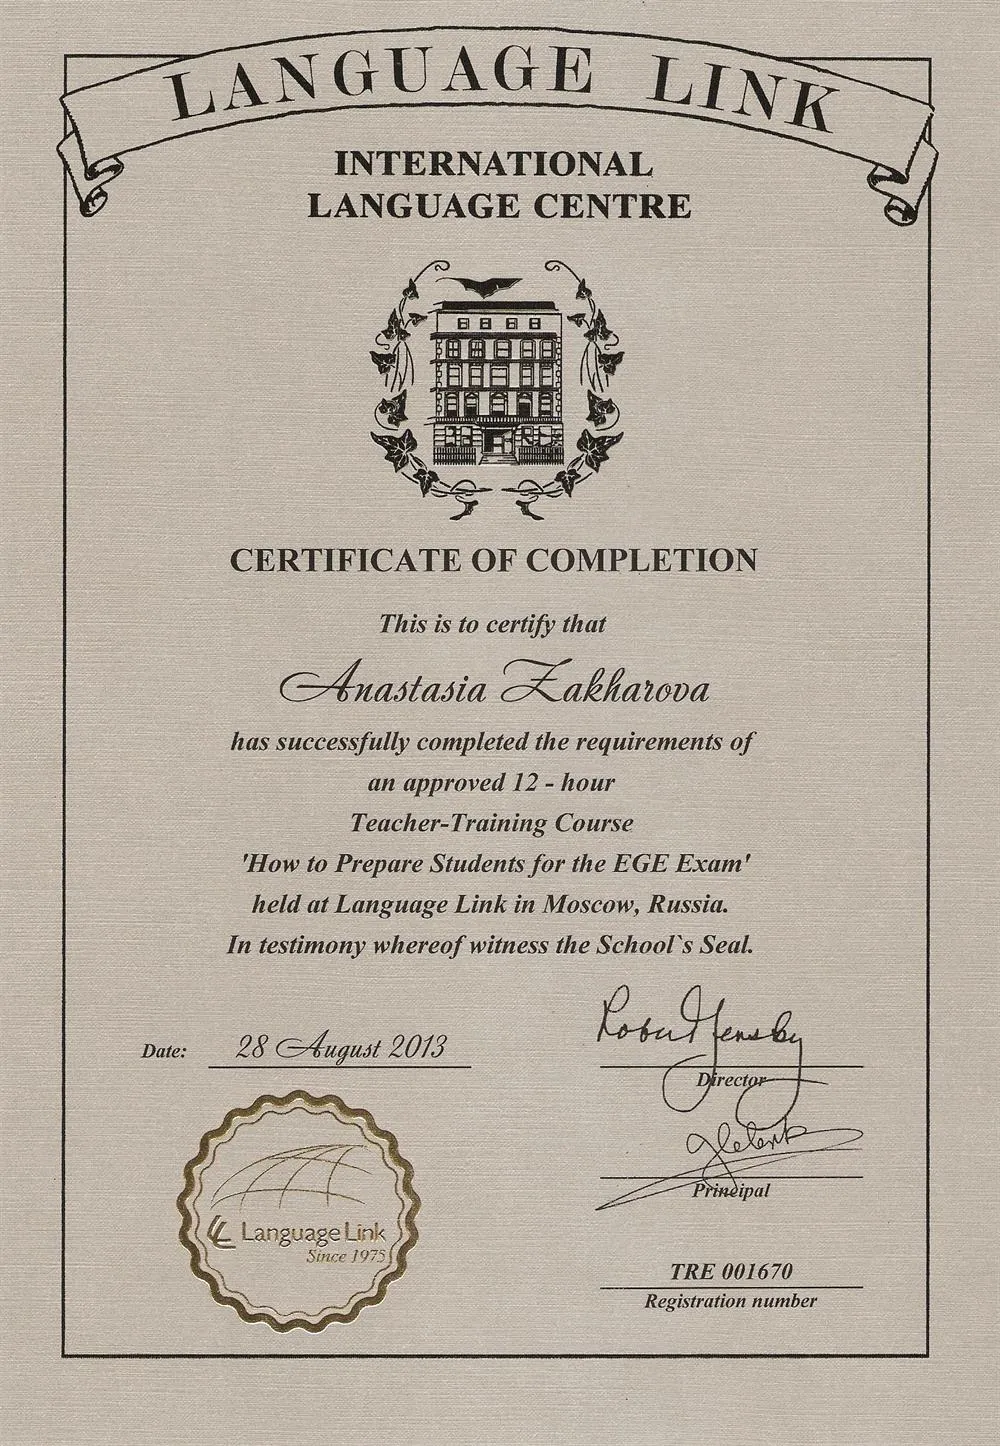 LANGUAGE LINK
INTERNATIONAL
LANGUAGE CENTRE
CERTIFICATE OF COMPLETION
This is to certify that
Anastasia Zakharova
has successfully completed the requirements of
an approved 12 - hour
Teacher-Training Course
'How to Prepare Students for the EGE Exam'
held at Language Link in Moscow, Russia.
In testimony whereof witness the School`s Seal.
Date: 28 August 2013
Director
Principal
LL Language Link
Since 1975
TRE 001670
Registration number